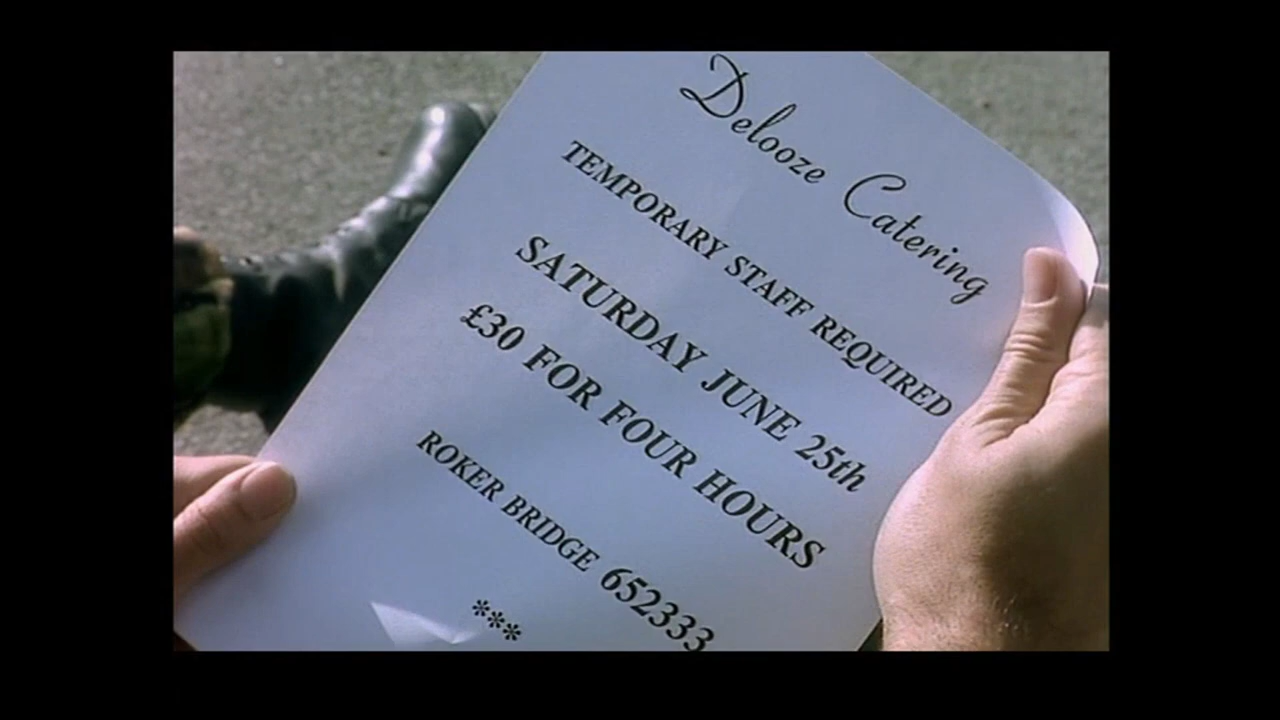 Delooze Catering
TEMPORARY STAFF REQUIRED
SATURDAY JUNE 25th
£30 FOR FOUR HOURS
ROKER BRIDGE 652333
***